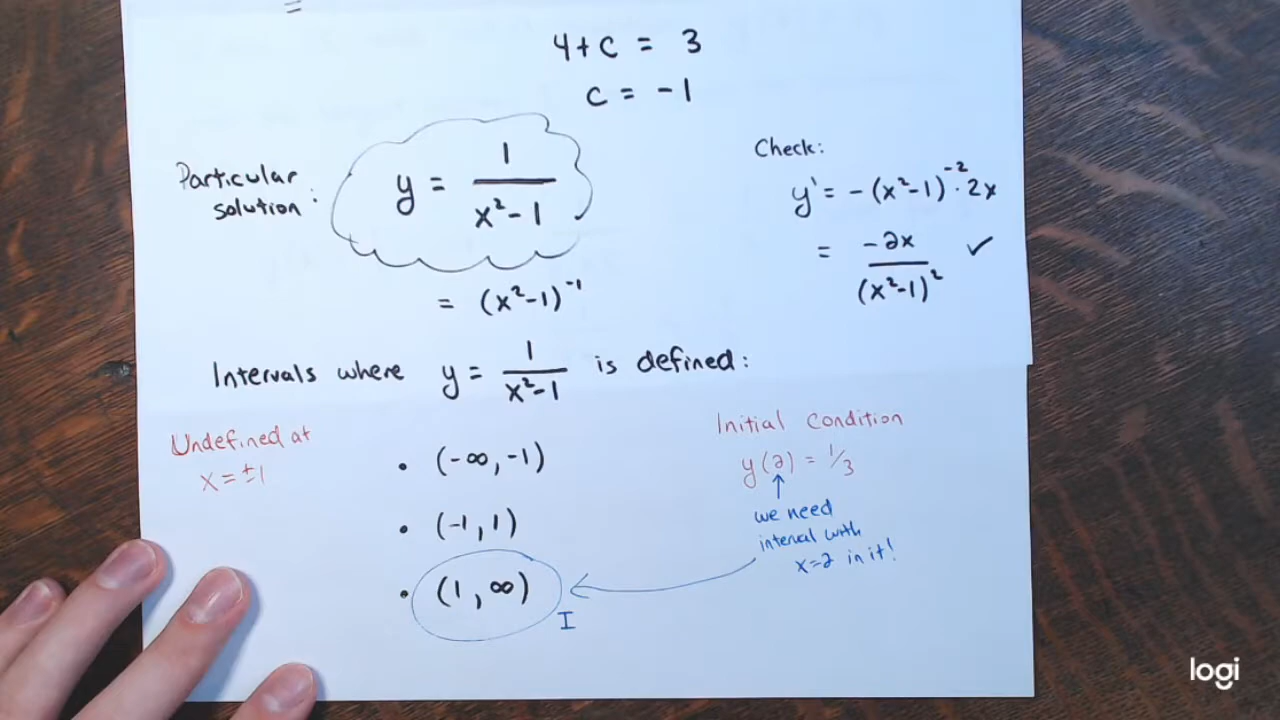 =
4 + c = 3
c = -1
Particular solution:
y = 1/(x² - 1)
= (x² - 1)⁻¹
Check:
y' = -(x² - 1)⁻² · 2x
= -2x/(x² - 1)² ✓
Intervals where y = 1/(x² - 1) is defined:
Undefined at
x = ±1
• (-∞, -1)
• (-1, 1)
• (1, ∞)
I
Initial Condition
y(2) = 1/3
we need
interval with
x=2 in it!
logi